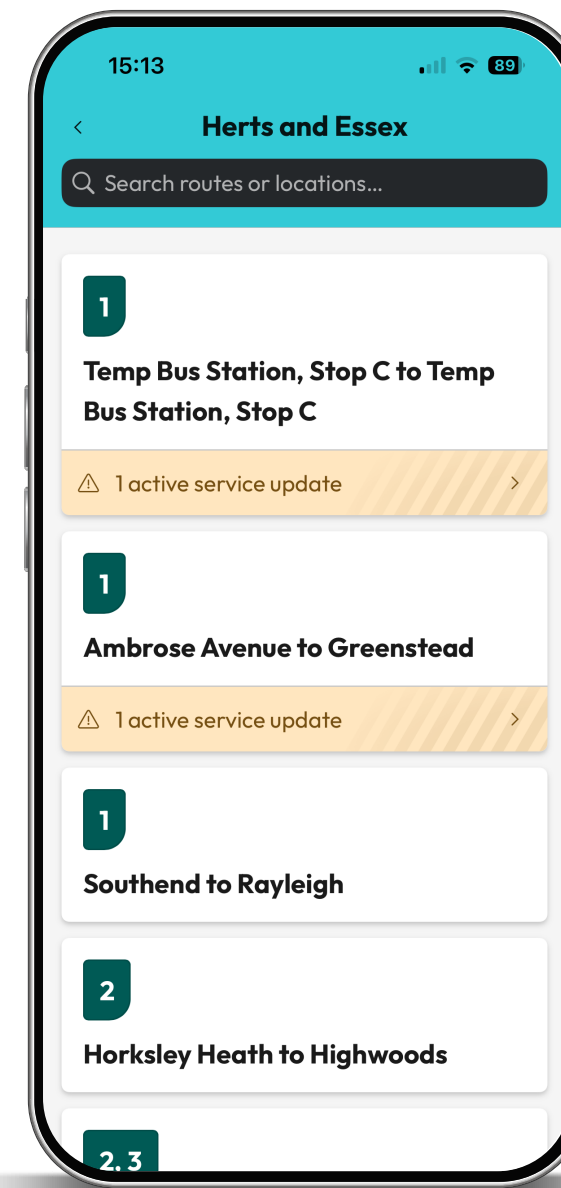 15:13
89
Herts and Essex
Search routes or locations…
1
Temp Bus Station, Stop C to Temp
Bus Station, Stop C
1 active service update
1
Ambrose Avenue to Greenstead
1 active service update
1
Southend to Rayleigh
2
Horksley Heath to Highwoods
2, 3